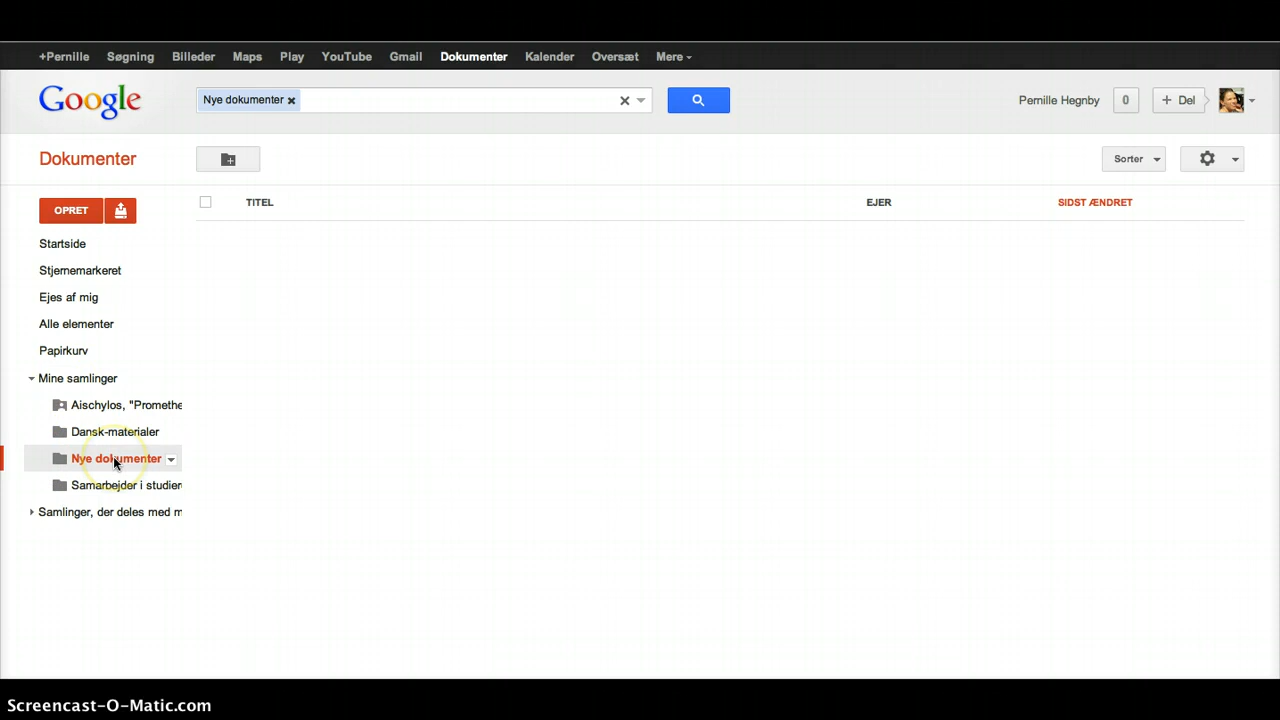 +Pernille Søgning Billeder Maps Play YouTube Gmail Dokumenter Kalender Oversæt Mere
Google Nye dokumenter Pernille Hegnby 0 + Del
Dokumenter Sorter
OPRET TITEL EJER SIDST ÆNDRET
Startside
Stjernemarkeret
Ejes af mig
Alle elementer
Papirkurv
Mine samlinger
Aischylos, "Promethe
Dansk-materialer
Nye dokumenter
Samarbejder i studier
Samlinger, der deles med m
Screencast-O-Matic.com